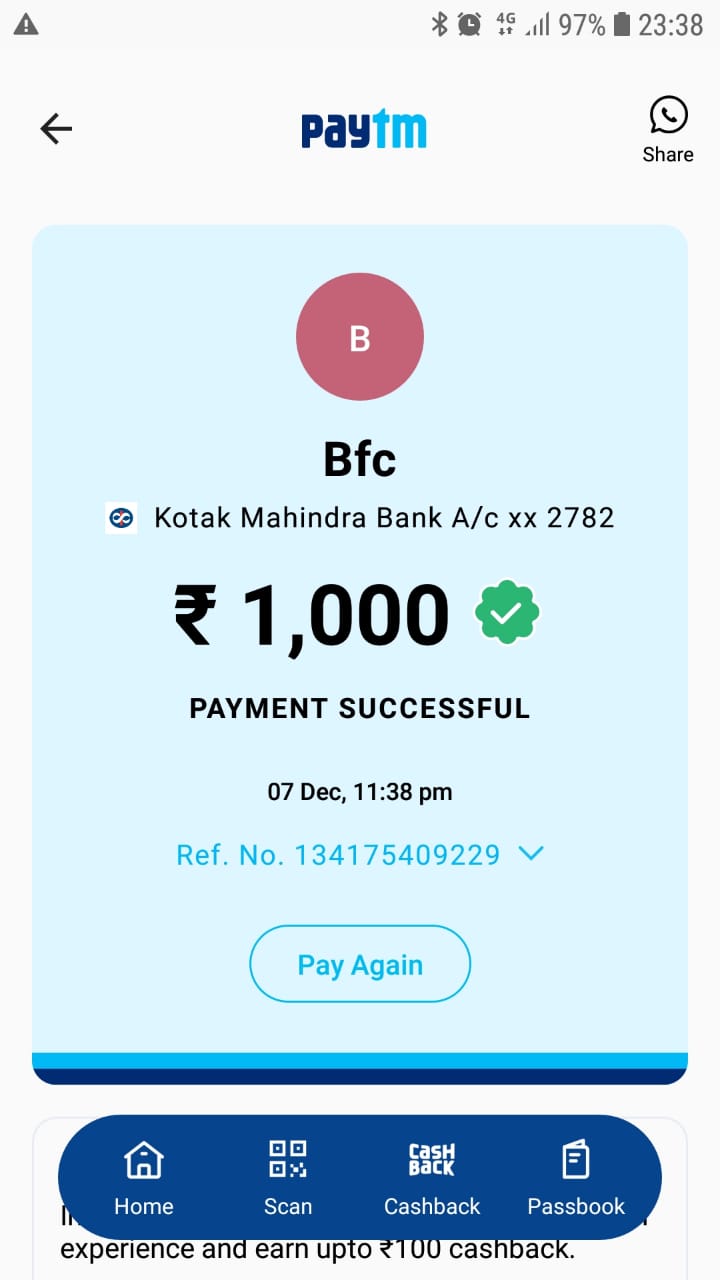 4G 97% 23:38
paytm
Share
B
Bfc
Kotak Mahindra Bank A/c xx 2782
₹ 1,000
PAYMENT SUCCESSFUL
07 Dec, 11:38 pm
Ref. No. 134175409229
Pay Again
CASH
BACK
Home Scan Cashback Passbook
experience and earn upto ₹100 cashback.